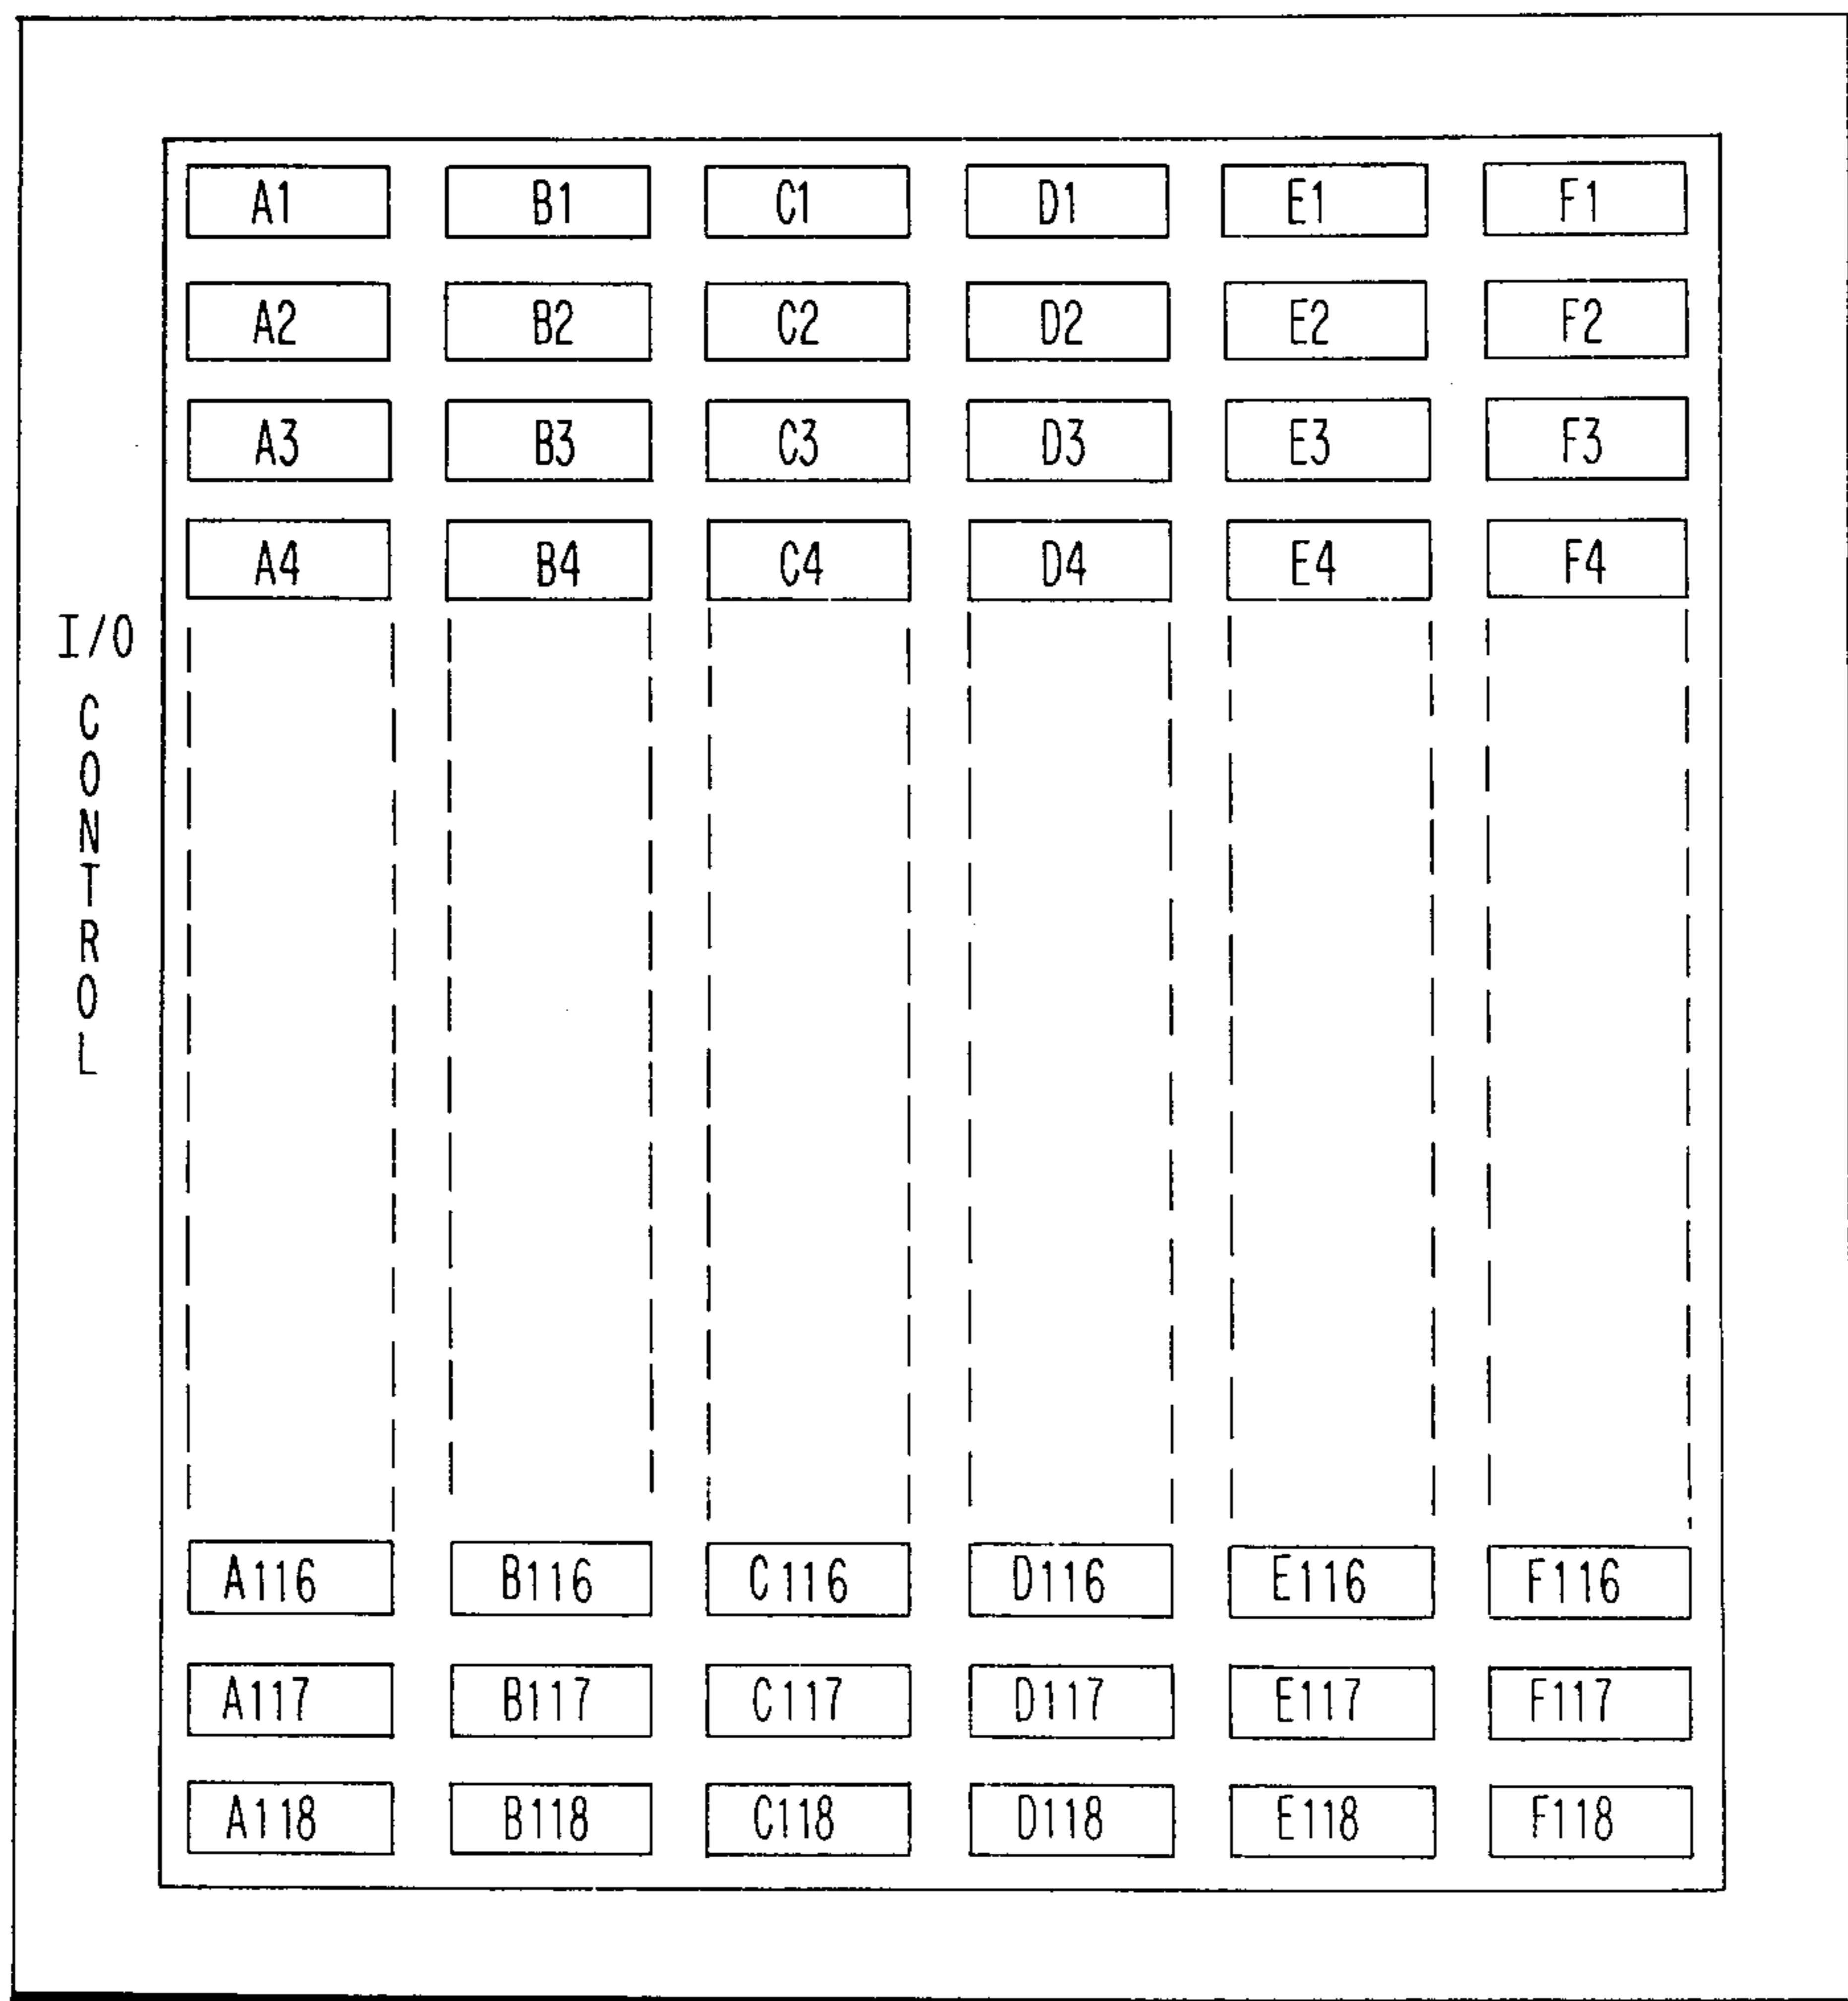 A1 B1 C1 D1 E1 F1
A2 B2 C2 D2 E2 F2
A3 B3 C3 D3 E3 F3
A4 B4 C4 D4 E4 F4
I/O
CONTROL
A116 B116 C116 D116 E116 F116
A117 B117 C117 D117 E117 F117
A118 B118 C118 D118 E118 F118